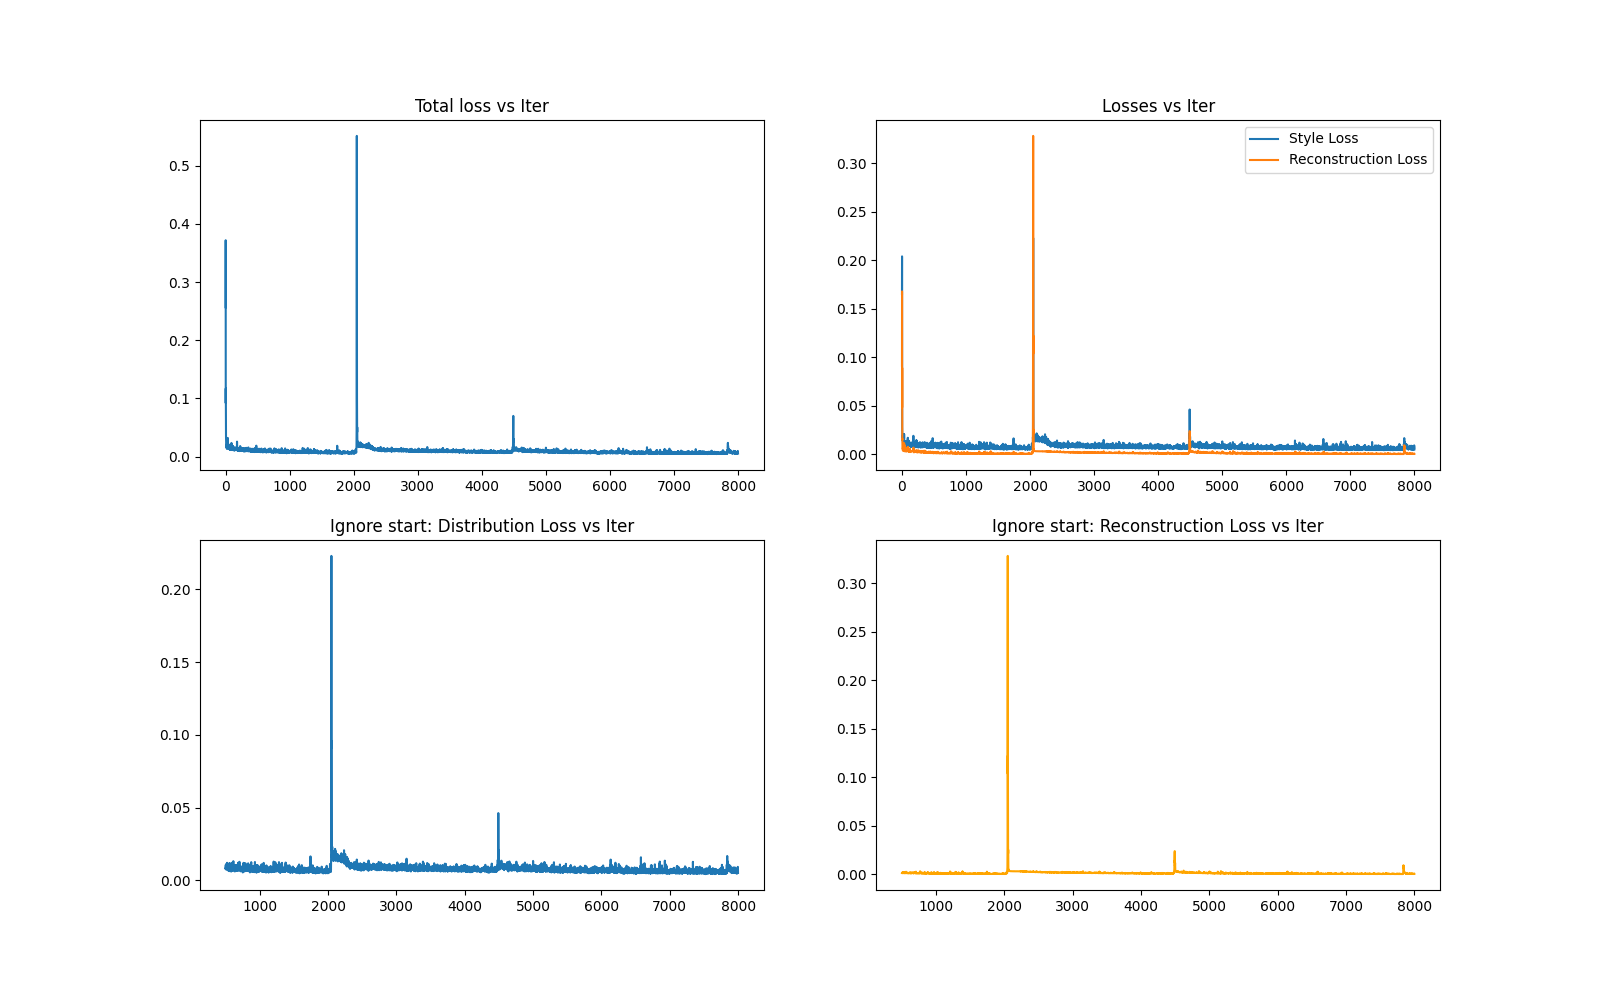 Total loss vs Iter
0.5
0.4
0.3
0.2
0.1
0.0
0 1000 2000 3000 4000 5000 6000 7000 8000
Losses vs Iter
Style Loss
Reconstruction Loss
0.30
0.25
0.20
0.15
0.10
0.05
0.00
0 1000 2000 3000 4000 5000 6000 7000 8000
Ignore start: Distribution Loss vs Iter
0.20
0.15
0.10
0.05
0.00
1000 2000 3000 4000 5000 6000 7000 8000
Ignore start: Reconstruction Loss vs Iter
0.30
0.25
0.20
0.15
0.10
0.05
0.00
1000 2000 3000 4000 5000 6000 7000 8000